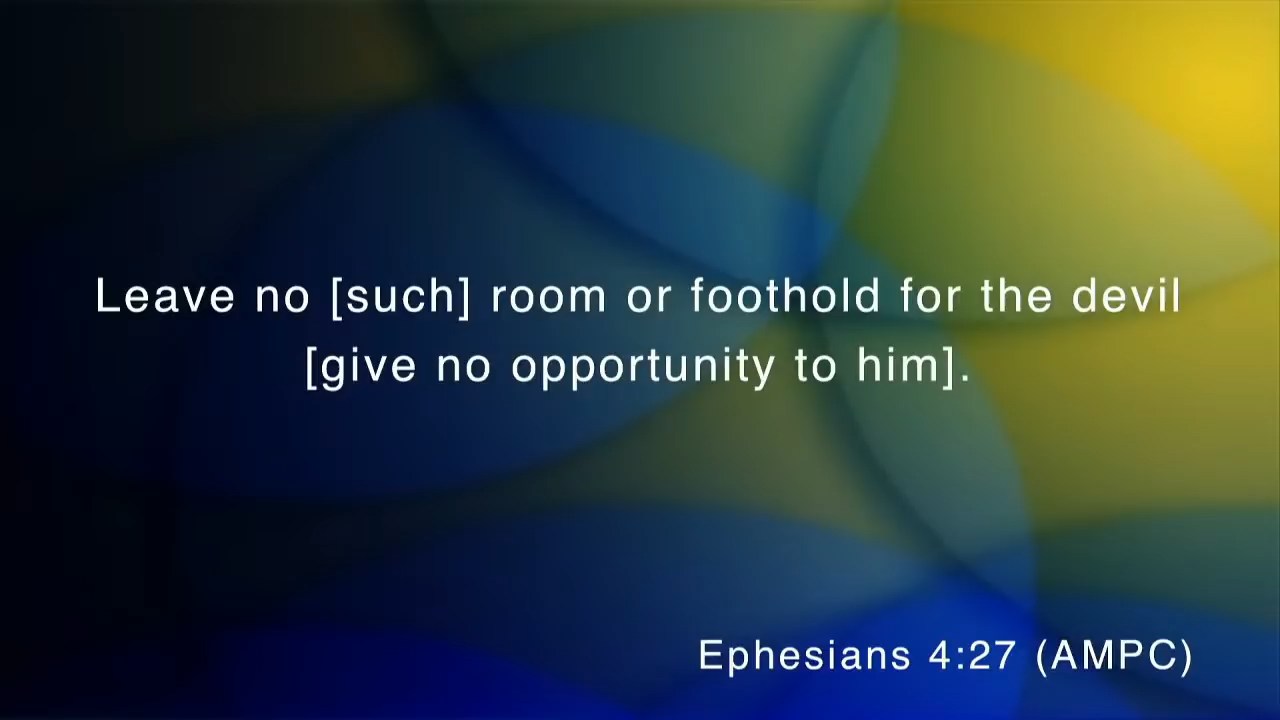 Leave no [such] room or foothold for the devil
[give no opportunity to him].
Ephesians 4:27 (AMPC)